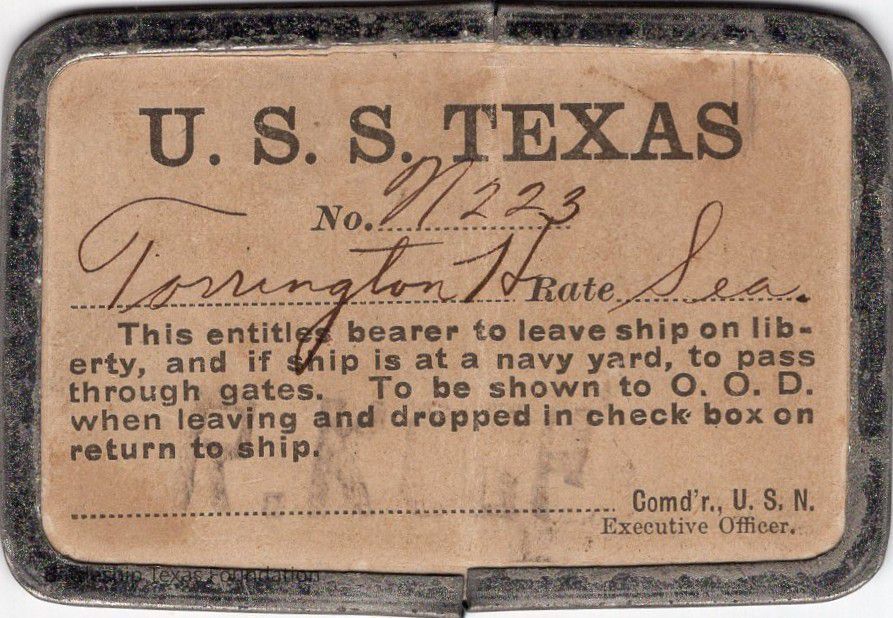 U. S. S. TEXAS
No. N223
Torrington H Rate Sea.
This entitles bearer to leave ship on lib-
erty, and if ship is at a navy yard, to pass
through gates. To be shown to O. O. D.
when leaving and dropped in check box on
return to ship.
Comd'r., U. S. N.
Executive Officer.
Battleship Texas Foundation